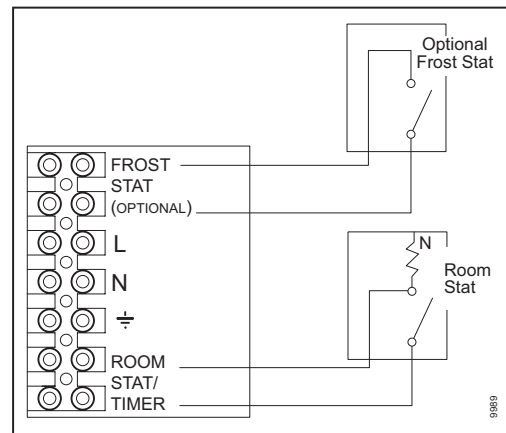 Optional
Frost Stat
FROST
STAT
(OPTIONAL)
L
N
ROOM
STAT/
TIMER
N
Room
Stat
9989